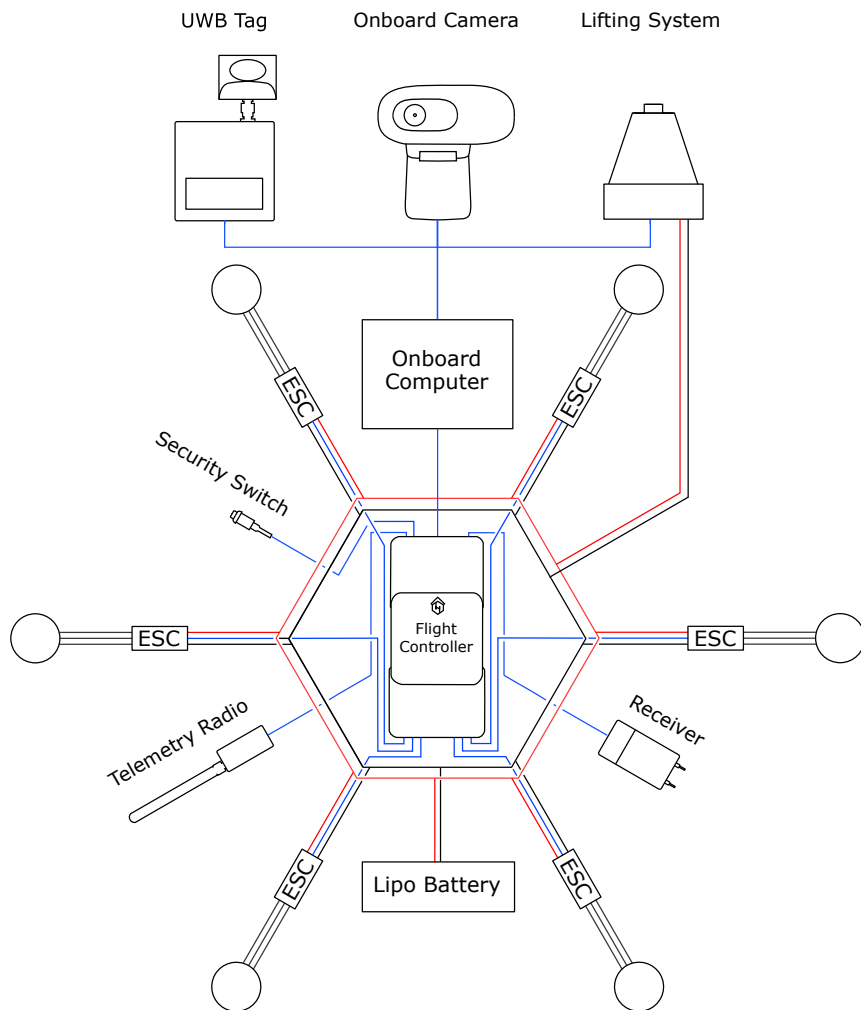 UWB Tag
Onboard Camera
Lifting System
Onboard
Computer
ESC
ESC
Security Switch
Flight
Controller
ESC
ESC
Telemetry Radio
Receiver
ESC
Lipo Battery
ESC